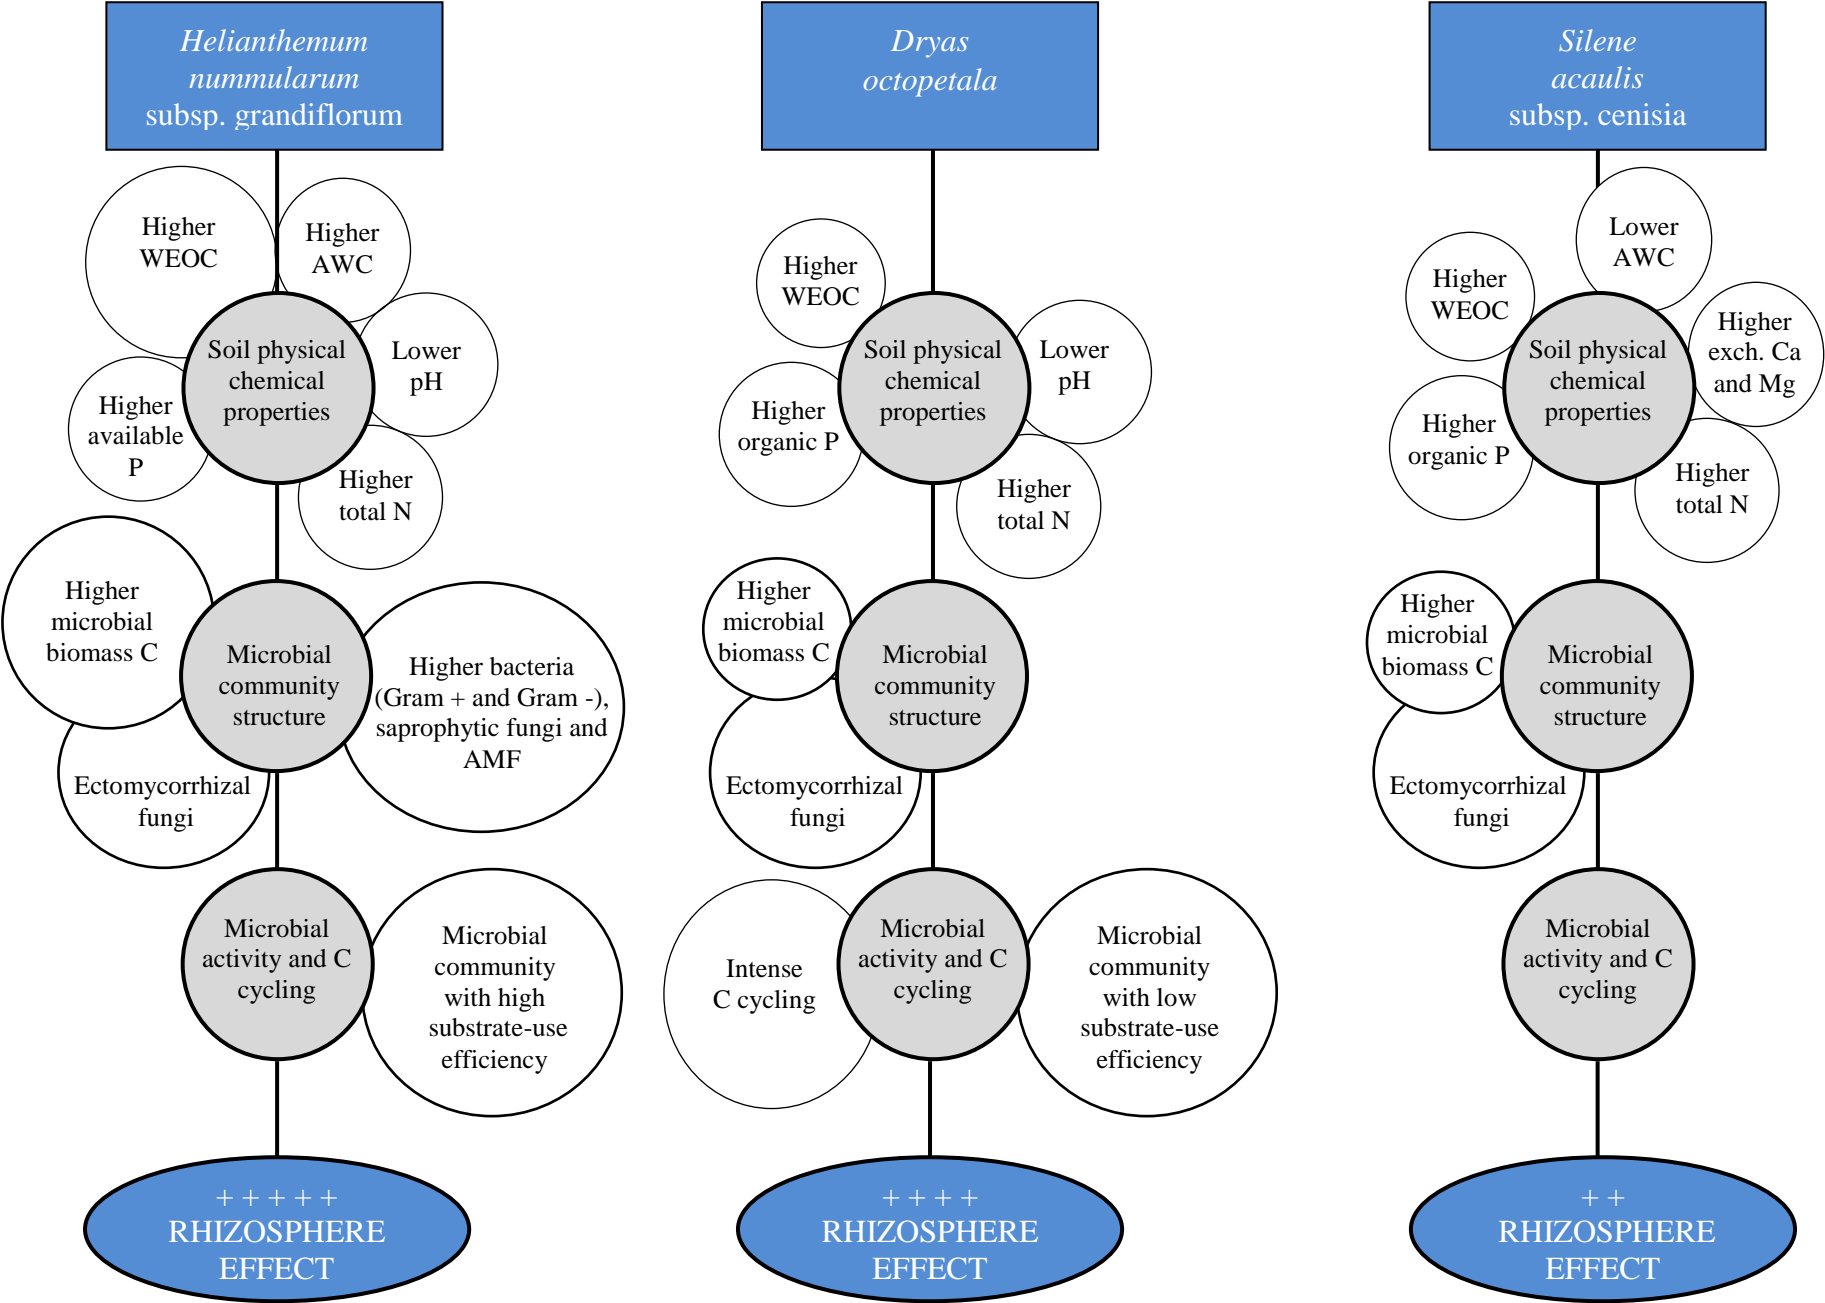 Helianthemum
nummularum
subsp. grandiflorum
Higher
WEOC
Higher
AWC
Soil physical
chemical
properties
Lower
pH
Higher
available
P
Higher
total N
Higher
microbial
biomass C
Microbial
community
structure
Higher bacteria
(Gram + and Gram -),
saprophytic fungi and
AMF
Ectomycorrhizal
fungi
Microbial
activity and C
cycling
Microbial
community
with high
substrate-use
efficiency
+ + + + +
RHIZOSPHERE
EFFECT
Dryas
octopetala
Higher
WEOC
Soil physical
chemical
properties
Lower
pH
Higher
organic P
Higher
total N
Higher
microbial
biomass C
Microbial
community
structure
Ectomycorrhizal
fungi
Intense
C cycling
Microbial
activity and C
cycling
Microbial
community
with low
substrate-use
efficiency
+ + + +
RHIZOSPHERE
EFFECT
Silene
acaulis
subsp. cenisia
Lower
AWC
Higher
WEOC
Soil physical
chemical
properties
Higher
exch. Ca
and Mg
Higher
organic P
Higher
total N
Higher
microbial
biomass C
Microbial
community
structure
Ectomycorrhizal
fungi
Microbial
activity and C
cycling
+ +
RHIZOSPHERE
EFFECT